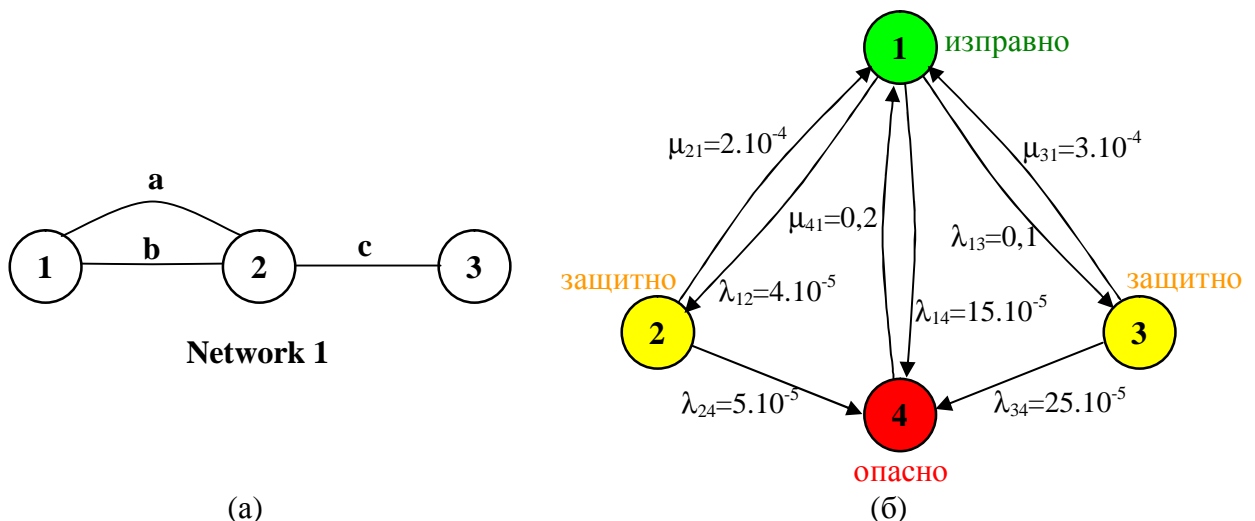 a
b
c
1
2
3
Network 1
(а)
1
изправно
μ₂₁=2.10⁻⁴
μ₃₁=3.10⁻⁴
μ₄₁=0,2
λ₁₃=0,1
защитно
защитно
λ₁₂=4.10⁻⁵
λ₁₄=15.10⁻⁵
2
3
λ₂₄=5.10⁻⁵
λ₃₄=25.10⁻⁵
4
опасно
(б)